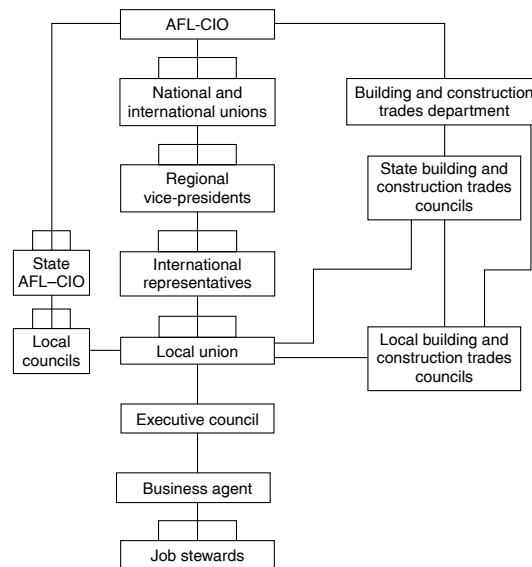 AFL-CIO
National and
international unions
Building and construction
trades department
Regional
vice-presidents
State building and
construction trades
councils
State
AFL–CIO
International
representatives
Local
councils
Local union
Local building and
construction trades
councils
Executive council
Business agent
Job stewards